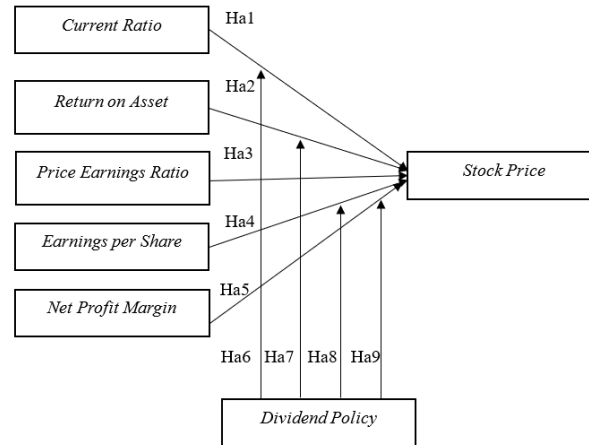 Current Ratio
Ha1
Return on Asset
Ha2
Price Earnings Ratio
Ha3
Stock Price
Earnings per Share
Ha4
Net Profit Margin
Ha5
Ha6
Ha7
Ha8
Ha9
Dividend Policy